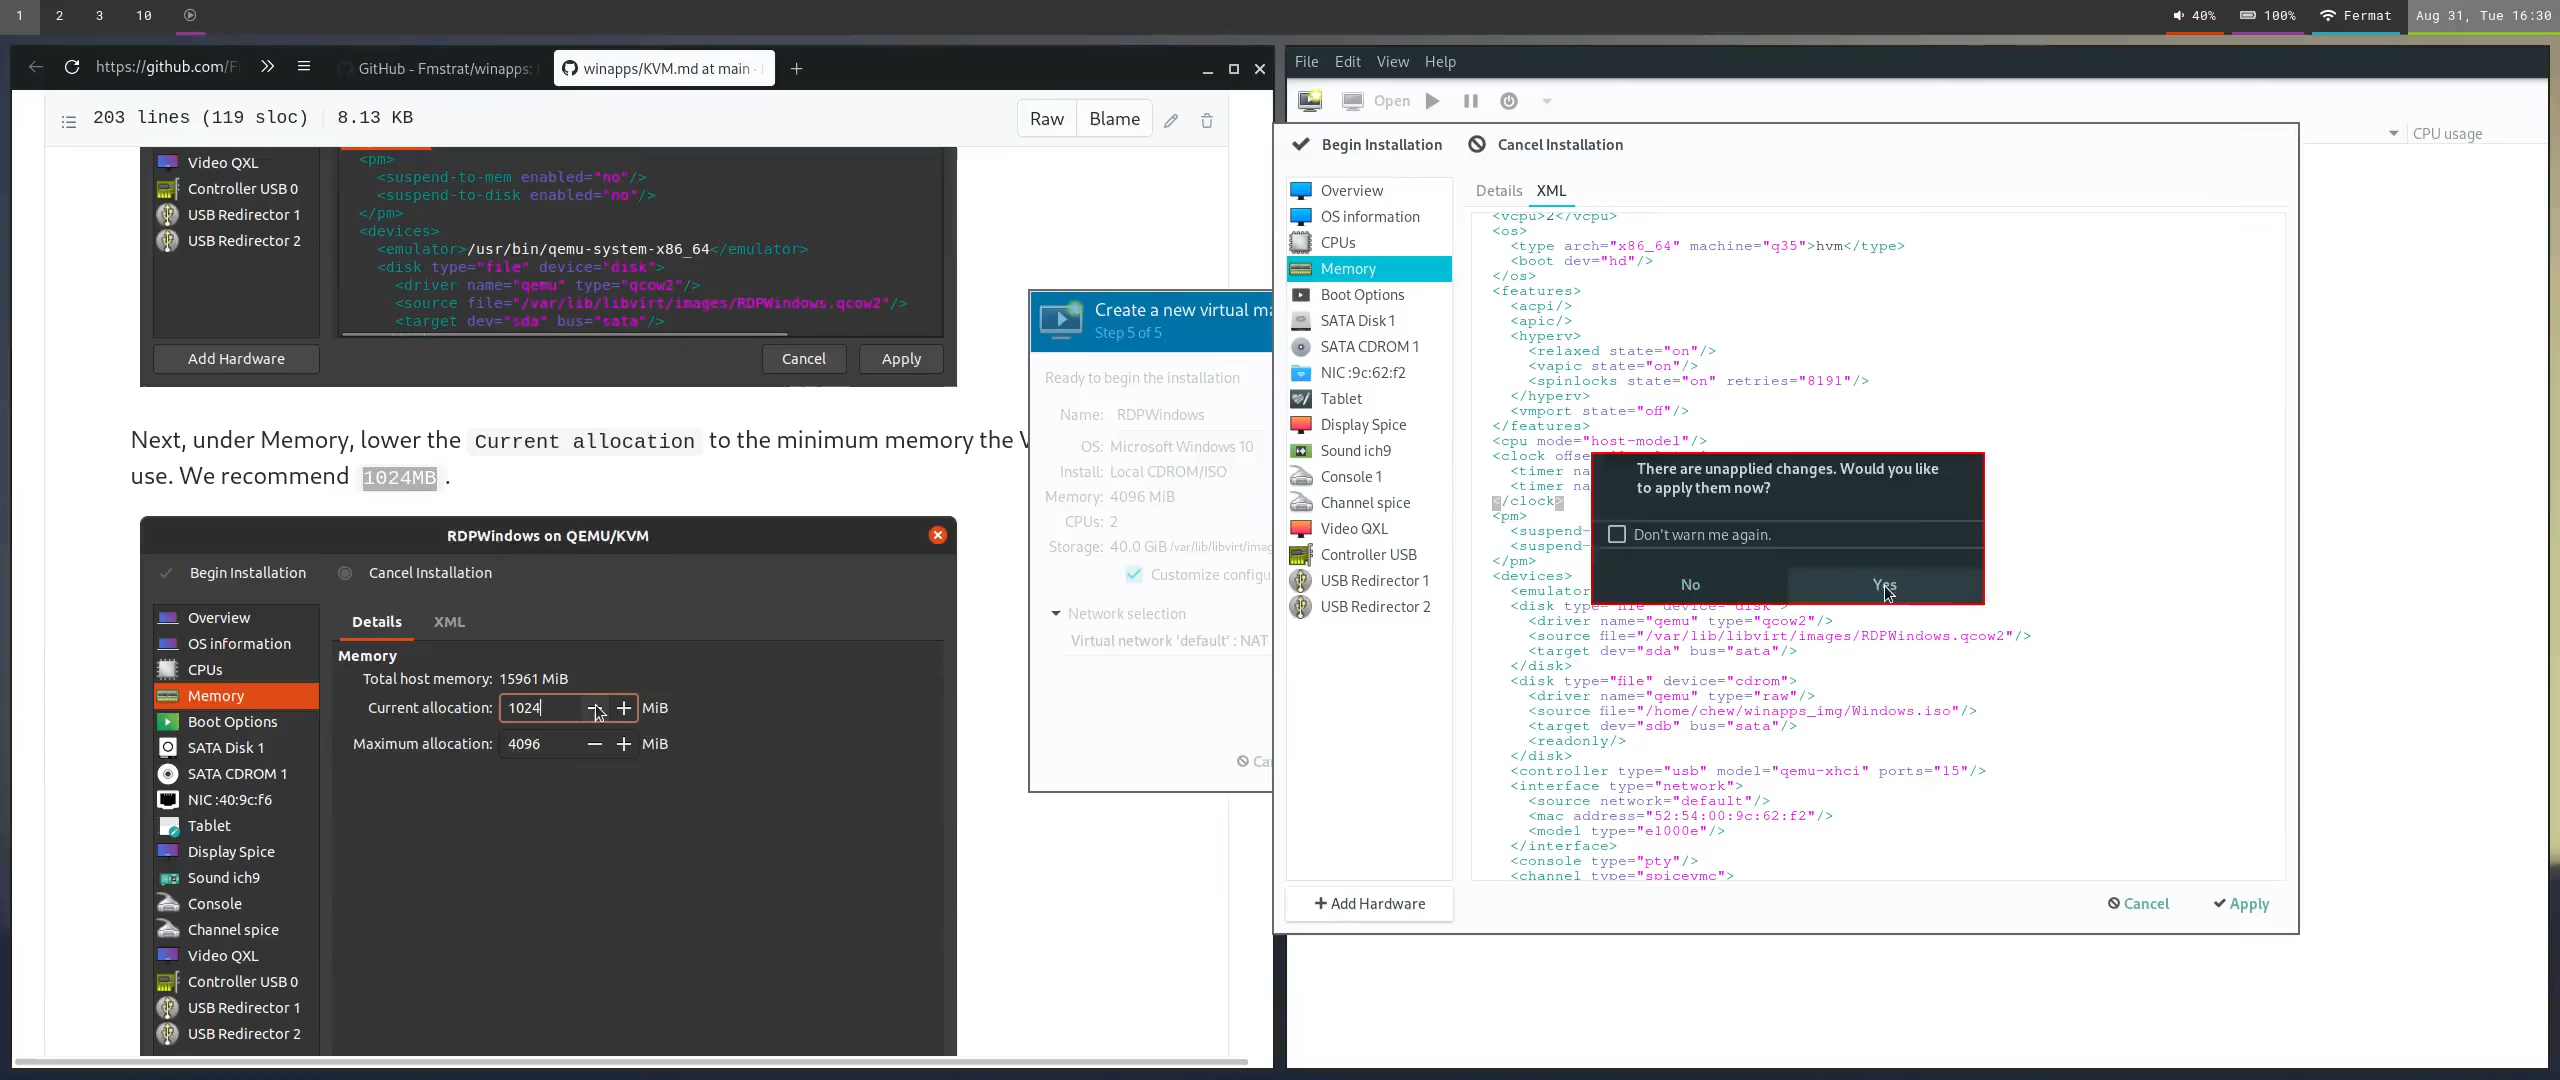 1 2 3 10
40% 100% Fermat Aug 31, Tue 16:30
https://github.com/F
GitHub - Fmstrat/winapps:
winapps/KVM.md at main ·
203 lines (119 sloc) 8.13 KB
Raw Blame
Video QXL
Controller USB 0
USB Redirector 1
USB Redirector 2
<pm>
<suspend-to-mem enabled="no"/>
<suspend-to-disk enabled="no"/>
</pm>
<devices>
<emulator>/usr/bin/qemu-system-x86_64</emulator>
<disk type="file" device="disk">
<driver name="qemu" type="qcow2"/>
<source file="/var/lib/libvirt/images/RDPWindows.qcow2"/>
<target dev="sda" bus="sata"/>
Add Hardware
Cancel Apply
Next, under Memory, lower the Current allocation to the minimum memory the
use. We recommend 1024MB .
RDPWindows on QEMU/KVM
Begin Installation Cancel Installation
Overview
OS information
CPUs
Memory
Boot Options
SATA Disk 1
SATA CDROM 1
NIC :40:9c:f6
Tablet
Display Spice
Sound ich9
Console
Channel spice
Video QXL
Controller USB 0
USB Redirector 1
USB Redirector 2
Details XML
Memory
Total host memory: 15961 MiB
Current allocation: 1024 MiB
Maximum allocation: 4096 MiB
Create a new virtual ma
Step 5 of 5
Ready to begin the installation
Name: RDPWindows
OS: Microsoft Windows 10
Install: Local CDROM/ISO
Memory: 4096 MiB
CPUs: 2
Storage: 40.0 GiB /var/lib/libvirt/imag
Customize configu
Network selection
Virtual network 'default' : NAT
Ca
File Edit View Help
Open
CPU usage
Begin Installation Cancel Installation
Overview
OS information
CPUs
Memory
Boot Options
SATA Disk 1
SATA CDROM 1
NIC :9c:62:f2
Tablet
Display Spice
Sound ich9
Console 1
Channel spice
Video QXL
Controller USB
USB Redirector 1
USB Redirector 2
Add Hardware
Details XML
<vcpu>2</vcpu>
<os>
<type arch="x86_64" machine="q35">hvm</type>
<boot dev="hd"/>
</os>
<features>
<acpi/>
<apic/>
<hyperv>
<relaxed state="on"/>
<vapic state="on"/>
<spinlocks state="on" retries="8191"/>
</hyperv>
<vmport state="off"/>
</features>
<cpu mode="host-model"/>
<clock offse
<timer na
<timer na
</clock>
<pm>
<suspend-
<suspend-
</pm>
<devices>
<emulator
<disk type="file" device="disk">
<driver name="qemu" type="qcow2"/>
<source file="/var/lib/libvirt/images/RDPWindows.qcow2"/>
<target dev="sda" bus="sata"/>
</disk>
<disk type="file" device="cdrom">
<driver name="qemu" type="raw"/>
<source file="/home/chew/winapps_img/Windows.iso"/>
<target dev="sdb" bus="sata"/>
<readonly/>
</disk>
<controller type="usb" model="qemu-xhci" ports="15"/>
<interface type="network">
<source network="default"/>
<mac address="52:54:00:9c:62:f2"/>
<model type="e1000e"/>
</interface>
<console type="pty"/>
<channel type="spicevmc">
There are unapplied changes. Would you like
to apply them now?
Don't warn me again.
No Yes
Cancel Apply